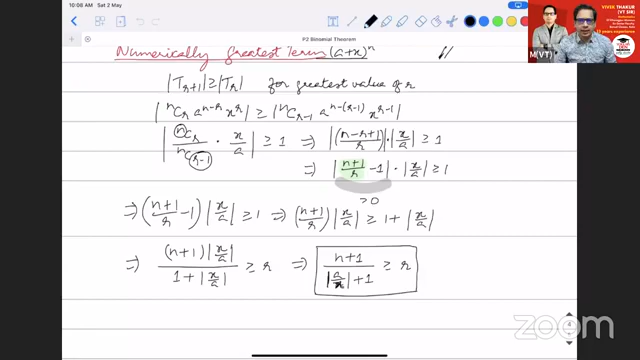 10:08 AM Sat 2 May
P2 Binomial Theorem
VIVEK THAKUR
(VT SIR)
M(VT)
Numerically Greatest Term (a+x)^n
|T_{r+1}| ≥ |T_r| for greatest value of r
|^nC_r a^{n-r} x^r| ≥ |^nC_{r-1} a^{n-(r-1)} x^{r-1}|
|^nC_r/^nC_{r-1} · x/a| ≥ 1 ⇒ |(n-r+1)/r| · |x/a| ≥ 1
⇒ |(n+1)/r - 1| · |x/a| ≥ 1
>0
⇒ ((n+1)/r - 1) |x/a| ≥ 1 ⇒ ((n+1)/r) |x/a| ≥ 1 + |x/a|
⇒ (n+1)|x/a| / (1 + |x/a|) ≥ r ⇒ (n+1) / (|a/x| + 1) ≥ r
4
zoom